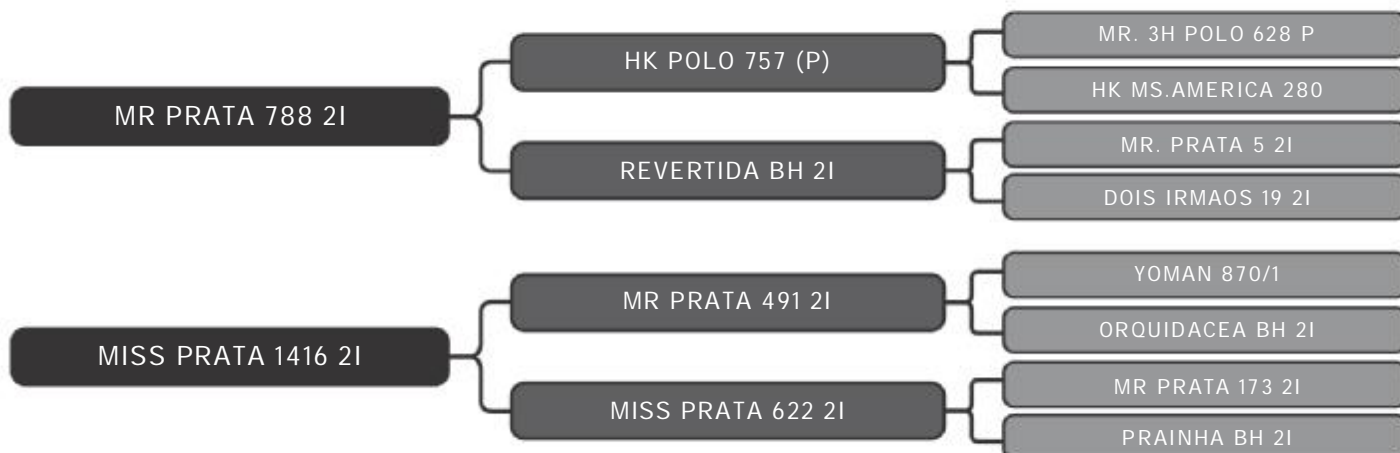 MR PRATA 788 2I
HK POLO 757 (P)
MR. 3H POLO 628 P
HK MS.AMERICA 280
REVERTIDA BH 2I
MR. PRATA 5 2I
DOIS IRMAOS 19 2I
MISS PRATA 1416 2I
MR PRATA 491 2I
YOMAN 870/1
ORQUIDACEA BH 2I
MISS PRATA 622 2I
MR PRATA 173 2I
PRAINHA BH 2I